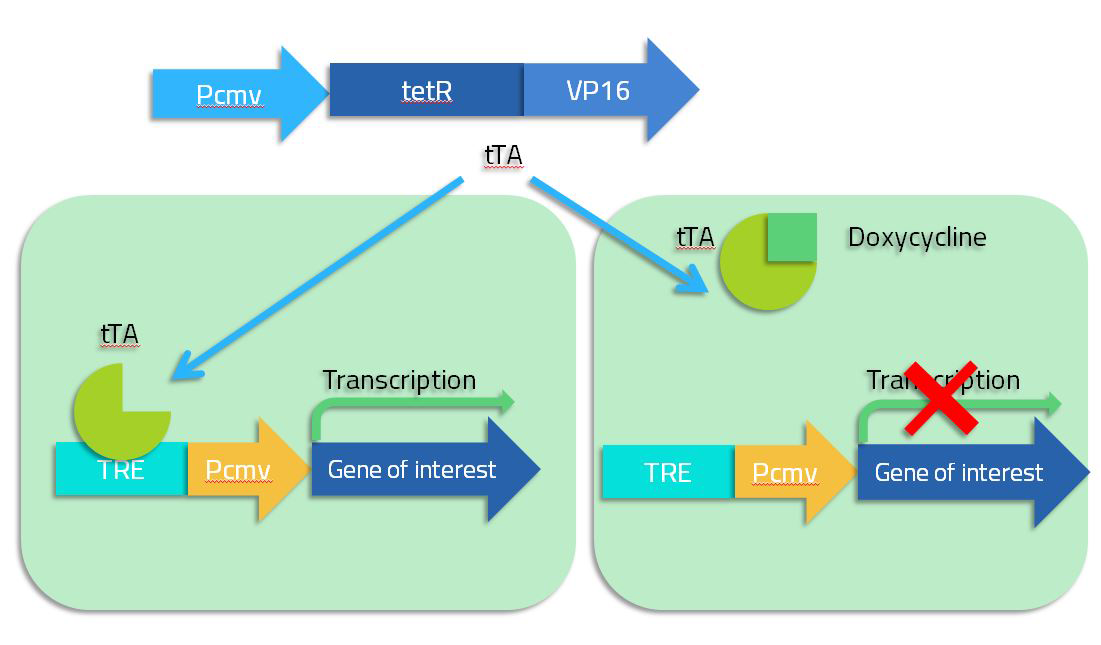 Pcmv
tetR
VP16
tTA
tTA
Transcription
TRE
Pcmv
Gene of interest
tTA
Doxycycline
Transcription
TRE
Pcmv
Gene of interest